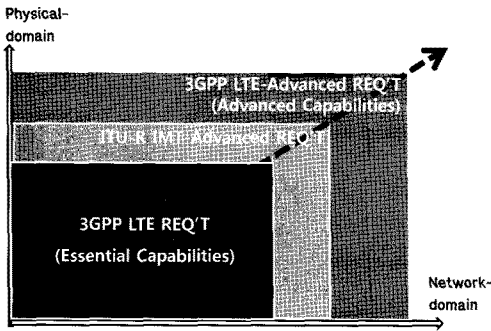 Physical-
domain
3GPP LTE-Advanced REQ'T
(Advanced Capabilities)
ITU-R IMT-Advanced REQ'T
3GPP LTE REQ'T
(Essential Capabilities)
Network-
domain